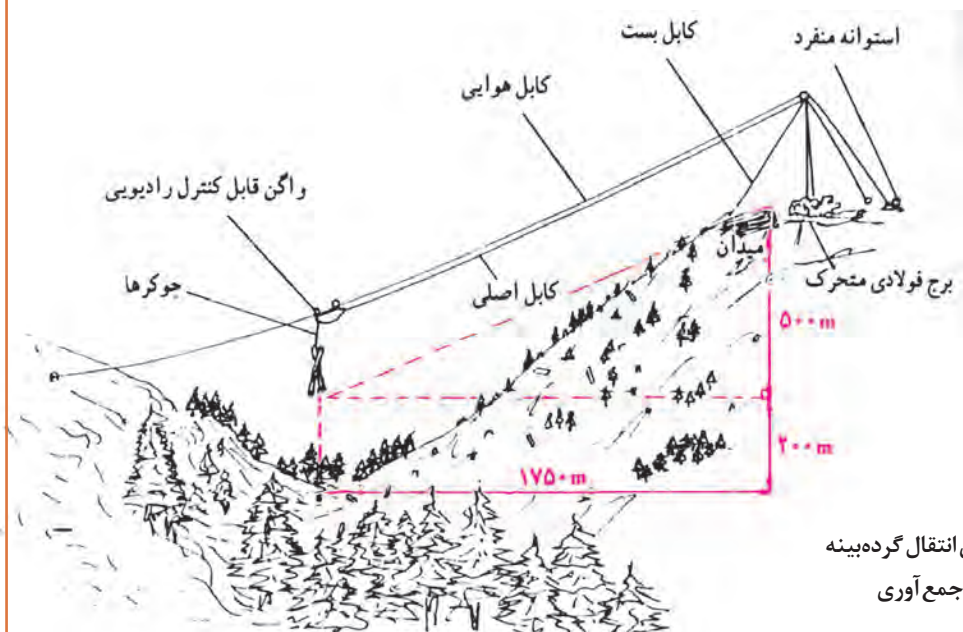 استوانه منفرد
کابل بست
کابل هوایی
واگن قابل کنترل رادیویی
چوکرها
کابل اصلی
میدان
برج فولادی متحرک
۵۰۰m
۲۰۰m
۱۷۵۰m
انتقال گرده‌بینه
جمع‌آوری